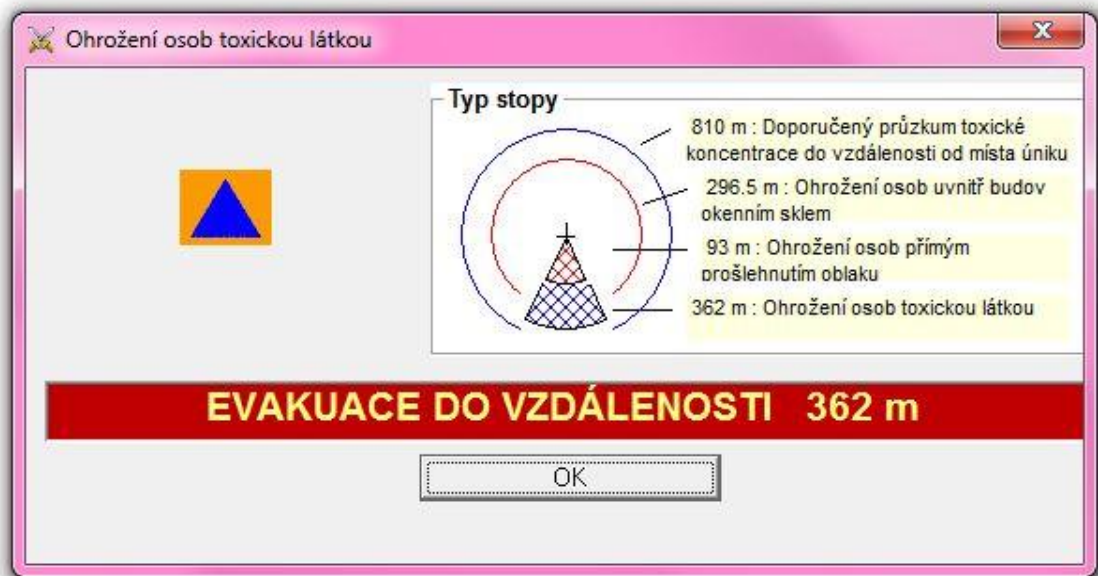 Ohrožení osob toxickou látkou
x
Typ stopy
810 m : Doporučený průzkum toxické
koncentrace do vzdálenosti od místa úniku
296.5 m : Ohrožení osob uvnitř budov
okenním sklem
93 m : Ohrožení osob přímým
prošlehnutím oblaku
362 m : Ohrožení osob toxickou látkou
EVAKUACE DO VZDÁLENOSTI 362 m
OK